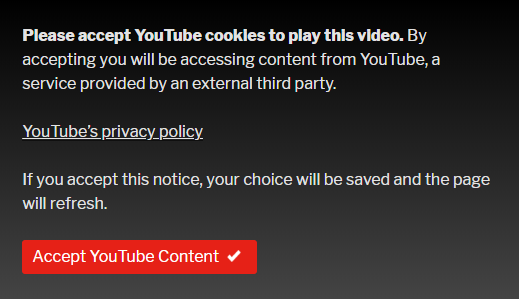 Please accept YouTube cookies to play this video. By
accepting you will be accessing content from YouTube, a
service provided by an external third party.
YouTube’s privacy policy
If you accept this notice, your choice will be saved and the page
will refresh.
Accept YouTube Content ✔